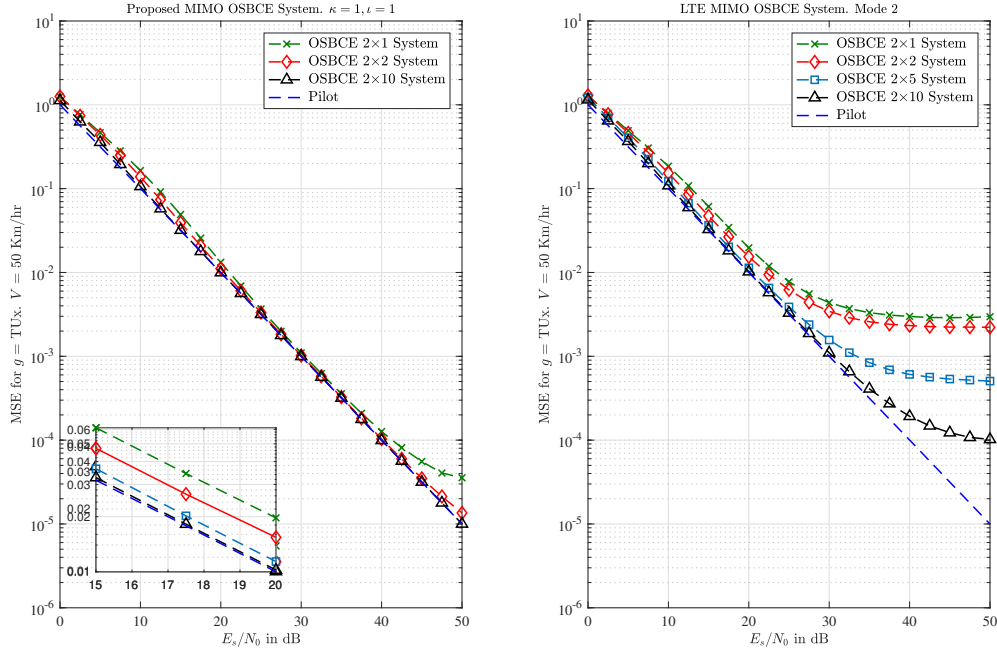 Proposed MIMO OSBCE System. κ = 1, ι = 1
MSE for g = TUx. V = 50 Km/hr
10^1
10^0
10^-1
10^-2
10^-3
10^-4
10^-5
10^-6
OSBCE 2×1 System
OSBCE 2×2 System
OSBCE 2×10 System
Pilot
0.06
0.05
0.04
0.03
0.02
0.01
15 16 17 18 19 20
0 10 20 30 40 50
E_s/N_0 in dB
LTE MIMO OSBCE System. Mode 2
MSE for g = TUx. V = 50 Km/hr
10^1
10^0
10^-1
10^-2
10^-3
10^-4
10^-5
10^-6
OSBCE 2×1 System
OSBCE 2×2 System
OSBCE 2×5 System
OSBCE 2×10 System
Pilot
0 10 20 30 40 50
E_s/N_0 in dB